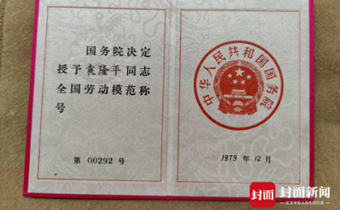 国务院决定
授予袁隆平同志
全国劳动模范称
号
第 00292 号
中华人民共和国国务院
1979 年 12 月
封面
封面新闻